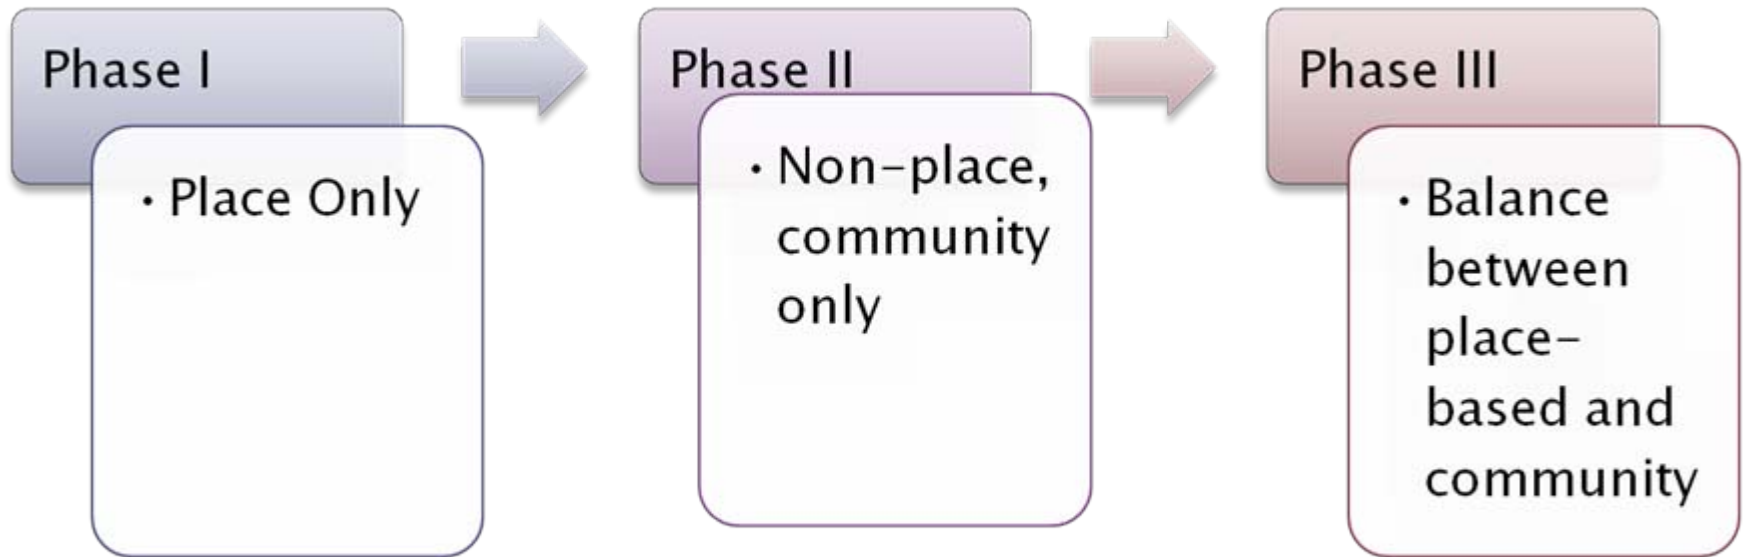 Phase I
· Place Only
Phase II
· Non-place,
community
only
Phase III
· Balance
between
place-
based and
community